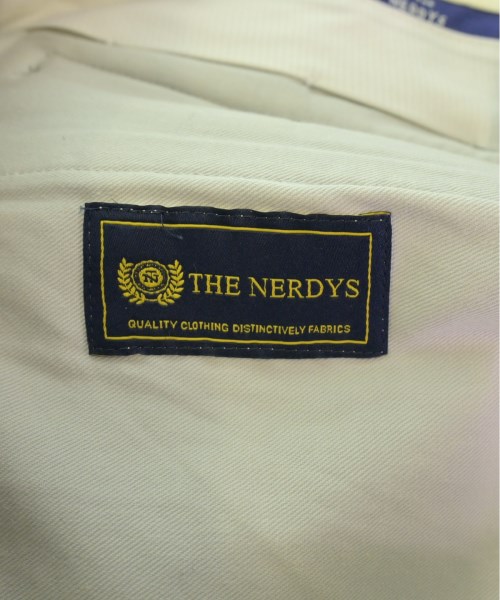 THE NERDYS
QUALITY CLOTHING DISTINCTIVELY FABRICS